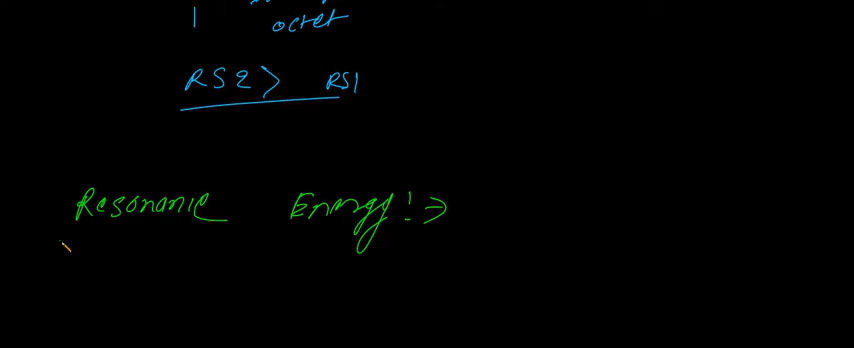 octet
RS2 > RS1
Resonance Energy :⇒